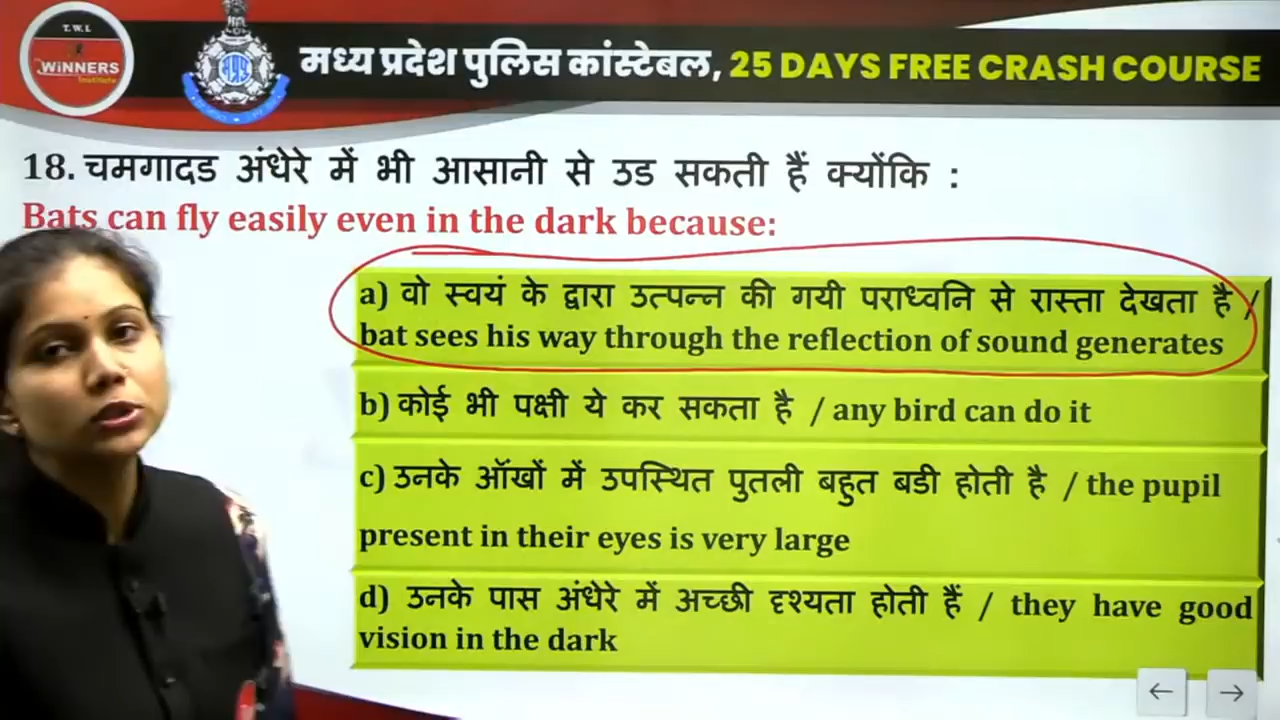 T.W.I.
WiNNERS
Institute
मध्य प्रदेश पुलिस कांस्टेबल, 25 DAYS FREE CRASH COURSE
18. चमगादड अंधेरे में भी आसानी से उड सकती हैं क्योंकि :
Bats can fly easily even in the dark because:
a) वो स्वयं के द्वारा उत्पन्न की गयी पराध्वनि से रास्ता देखता है /
bat sees his way through the reflection of sound generates
b) कोई भी पक्षी ये कर सकता है / any bird can do it
c) उनके ऑखों में उपस्थित पुतली बहुत बडी होती है / the pupil
present in their eyes is very large
d) उनके पास अंधेरे में अच्छी दृश्यता होती हैं / they have good
vision in the dark